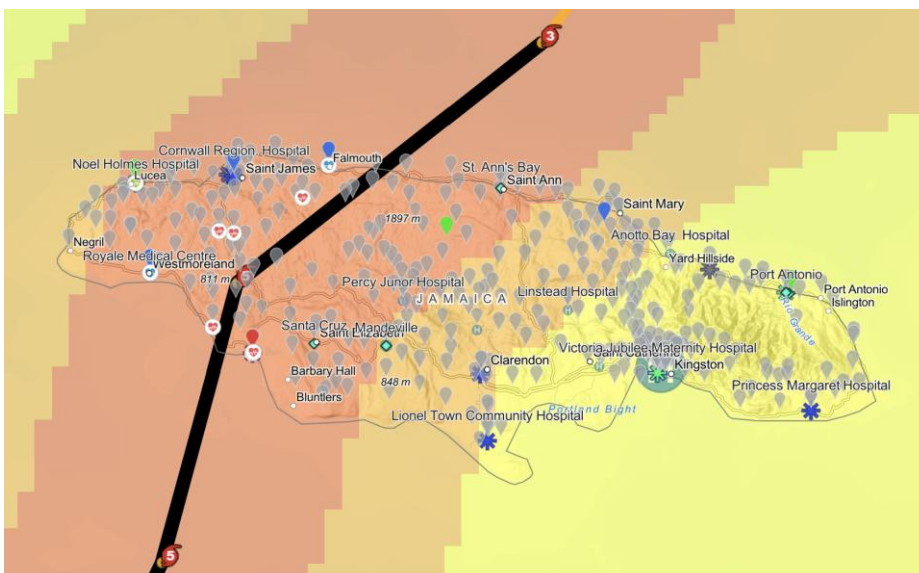 3
Cornwall Region Hospital
Falmouth
Noel Holmes Hospital
Lucea
Saint James
St. Ann's Bay
Saint Ann
Saint Mary
1897 m
Negril
Anotto Bay Hospital
Royale Medical Centre
Yard Hillside
Westmoreland
811 m
Port Antonio
Percy Junor Hospital
Port Antonio
JAMAICA
Linstead Hospital
Islington
Rio Grande
H
Santa Cruz
Mandeville
Saint Elizabeth
H
Victoria Jubilee Maternity Hospital
Saint Catherine
H
Clarendon
Kingston
Barbary Hall
848 m
Princess Margaret Hospital
Bluntlers
Lionel Town Community Hospital
Portland Bight
5